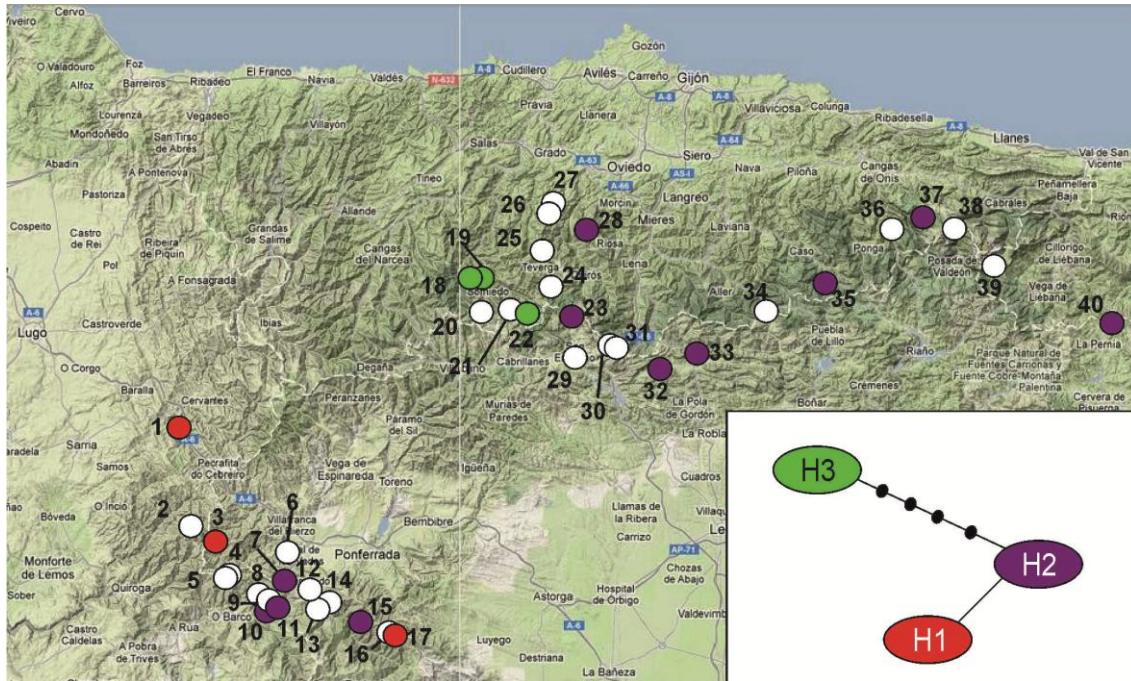 Cervo
Viveiro
Foz
O Valadouro
Barreiros
Ribadeo
El Franco
Navia
Valdés
N-632
A-8
Cudillero
Avilés
Gozón
Carreño
Gijón
A-8
A-8
Alfoz
Lourenza
Vegadeo
Villayón
Pravia
Llanera
Villaviciosa
Colunga
Ribadesella
A-8
Llanes
Mondoñedo
San Tirso
de Abres
A Pontenova
Salas
Grado
A-63
Oviedo
Siero
A-64
Nava
Piloña
Cangas
de Onís
Val de San
Vicente
Abadín
Pastoriza
Tineo
A-66
AS-I
Langreo
Peñamellera
Baja
Cospeito
Castro
de Rei
Ribeira
de Piquín
Pol
Allande
Grandas
de Salime
Morcín
Mieres
Laviana
Cabrales
A Fonsagrada
Cangas
del Narcea
Riosa
Lena
Caso
Ponga
Posada de
Valdeón
Cillorigo
de Liébana
Teverga
Aller
Vega de
Liébana
A-6
Lugo
Castroverde
Ibias
Cabrillanes
Puebla
de Lillo
Riaño
La Pernía
O Corgo
Degaña
Parque Natural de
Fuentes Carrionas y
Fuente Cobre-Montaña
Palentina
Baralla
Cervantes
Peranzanes
Murias de
Paredes
La Pola
de Gordón
Crémenes
Boñar
Cervera de
Pisuerga
Sarria
Samos
A-6
Pedrafita
do Cebreiro
Páramo
del Sil
Igüeña
La Robla
Vega de
Espinareda
Toreno
Cuadros
O Incio
A-6
Bóveda
Villafranca
del Bierzo
Bembibre
Llamas de
la Ribera
Carrizo
Ponferrada
Monforte
de Lemos
Quiroga
AP-71
Chozas
de Abajo
Sober
Astorga
Hospital
de Órbigo
Valdevimbre
O Barco
A Rúa
Castro
Caldelas
A Pobra
de Trives
Luyego
A-6
Destriana
La Bañeza
1
2
3
4
5
6
7
8
9
10
11
12
13
14
15
16
17
18
19
20
21
22
23
24
25
26
27
28
29
30
31
32
33
34
35
36
37
38
39
40
H3
H2
H1